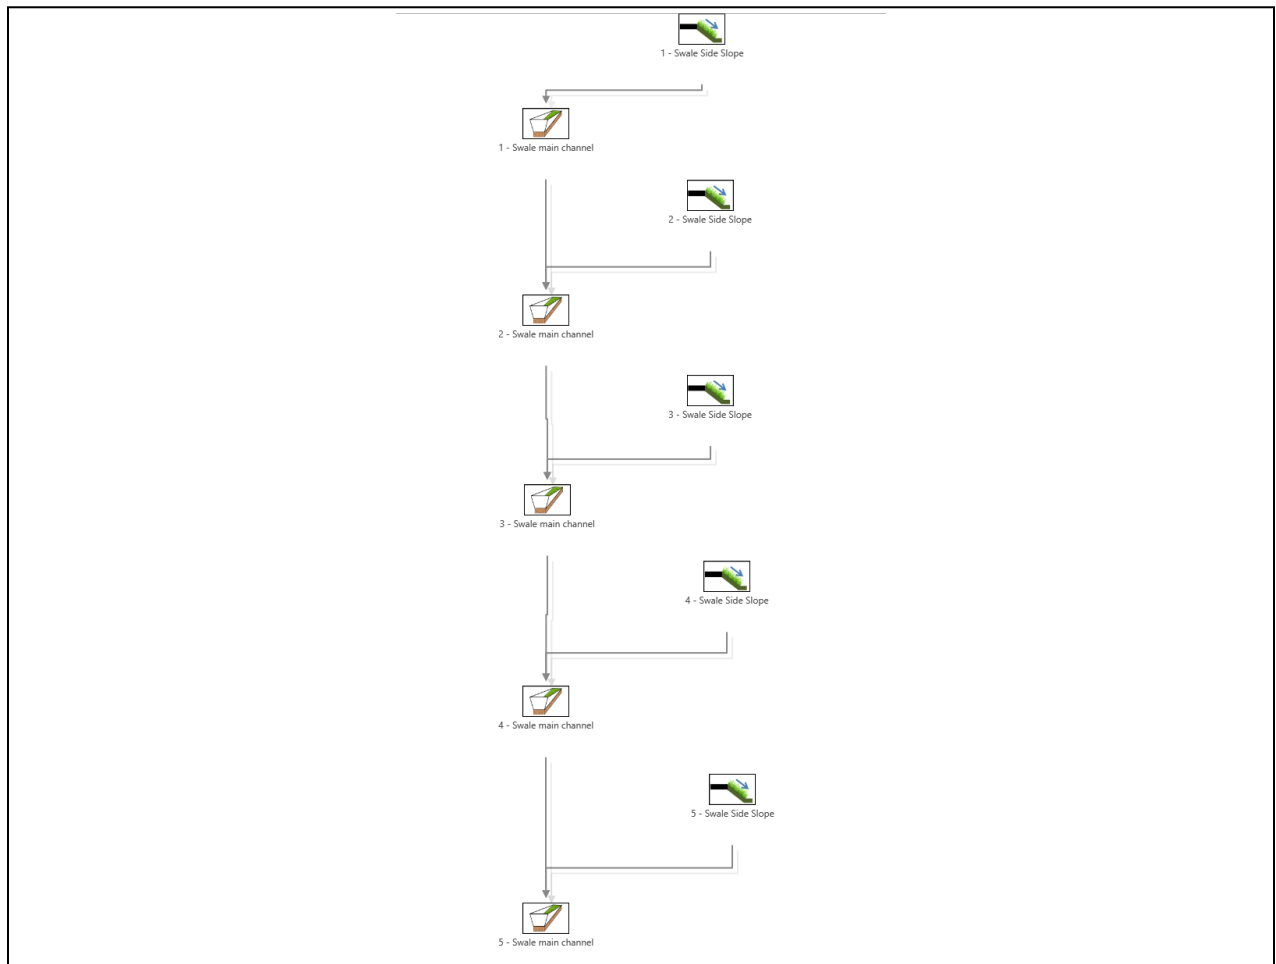 1 - Swale Side Slope
1 - Swale main channel
2 - Swale Side Slope
2 - Swale main channel
3 - Swale Side Slope
3 - Swale main channel
4 - Swale Side Slope
4 - Swale main channel
5 - Swale Side Slope
5 - Swale main channel